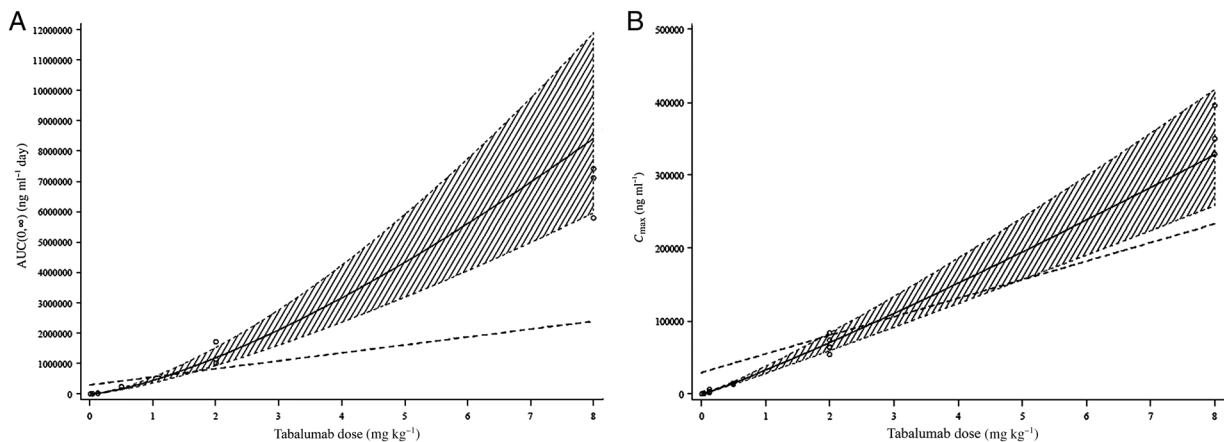 A
12000000
11000000
10000000
9000000
8000000
7000000
6000000
5000000
4000000
3000000
2000000
1000000
0
AUC(0,∞) (ng ml⁻¹ day)
0 1 2 3 4 5 6 7 8
Tabalumab dose (mg kg⁻¹)
B
500000
400000
300000
200000
100000
0
Cmax (ng ml⁻¹)
0 1 2 3 4 5 6 7 8
Tabalumab dose (mg kg⁻¹)